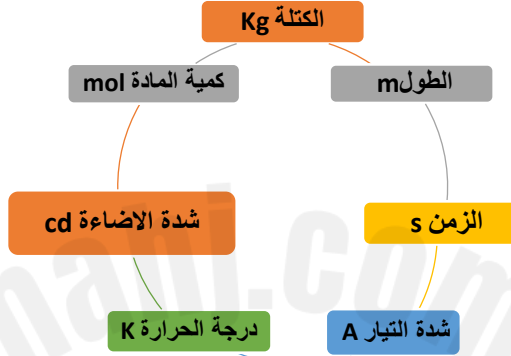 الكتلة Kg
كمية المادة mol
الطولm
شدة الاضاءة cd
الزمن s
درجة الحرارة K
شدة التيار A